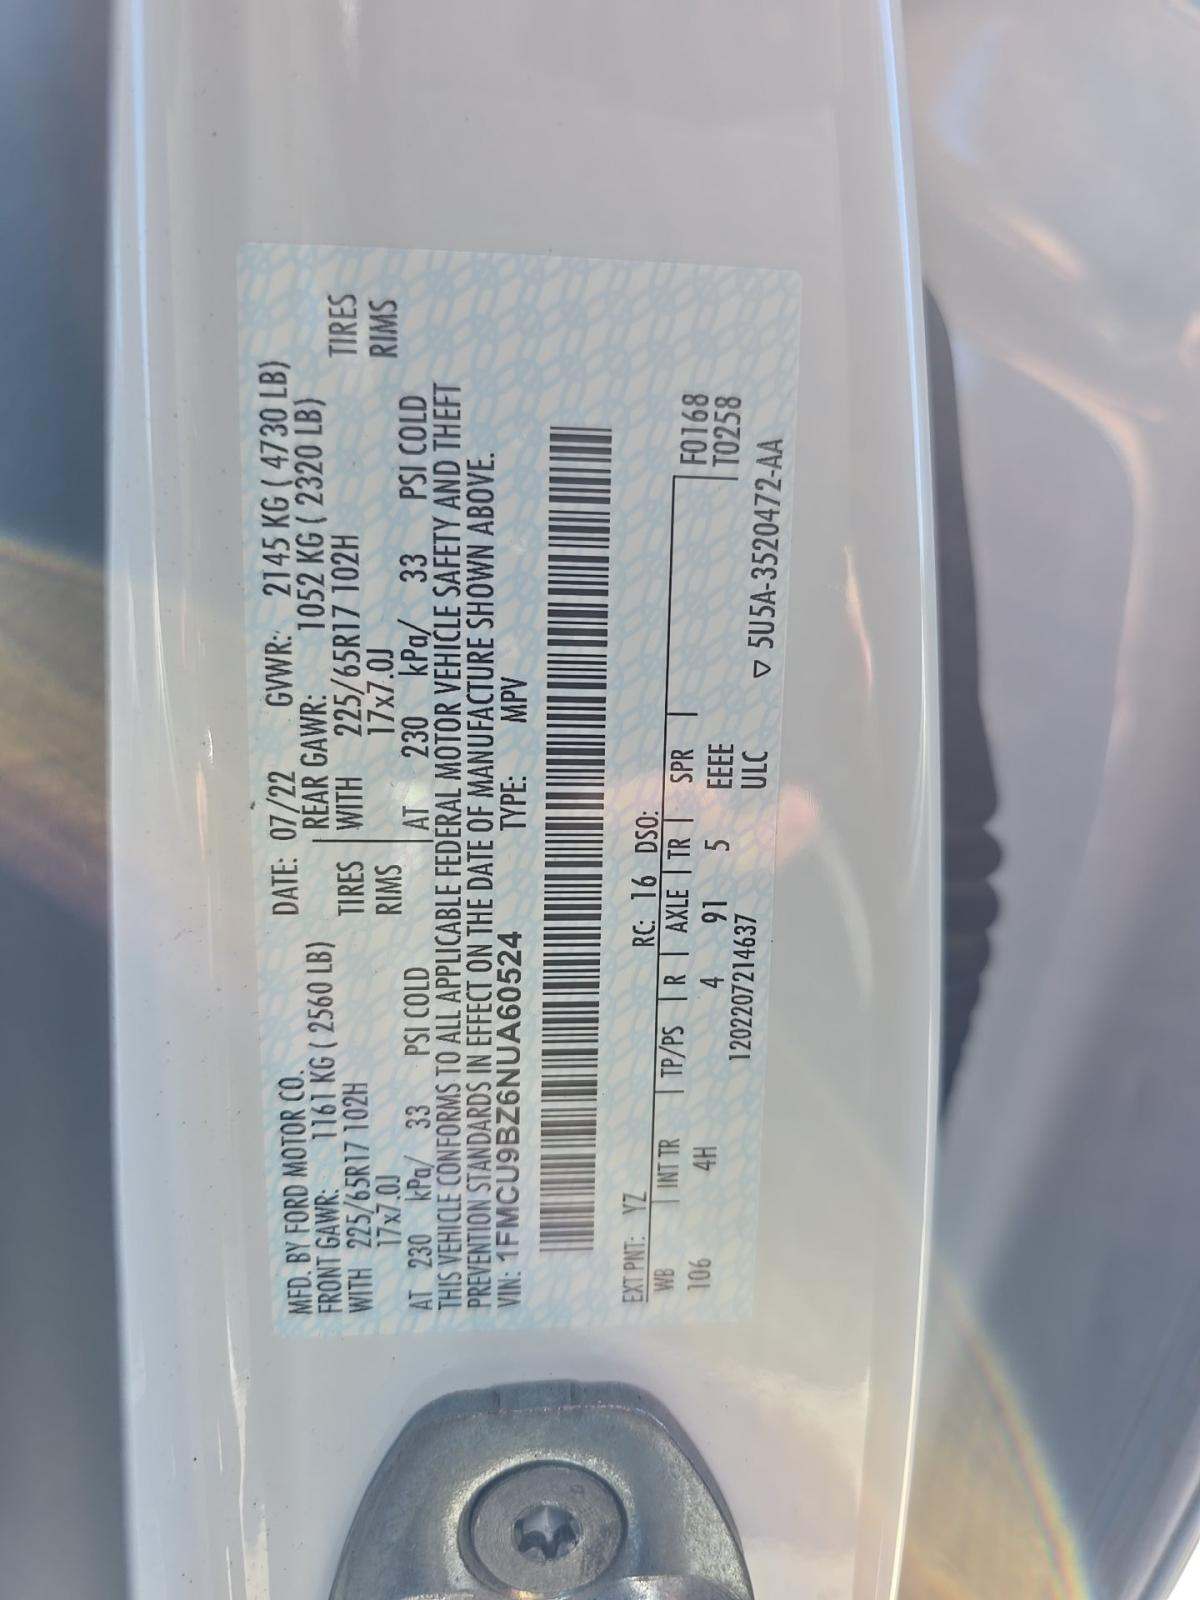 MFD. BY FORD MOTOR CO. DATE: 07/22 GVWR: 2145 KG ( 4730 LB)
FRONT GAWR: 1161 KG ( 2560 LB) REAR GAWR: 1052 KG ( 2320 LB)
WITH 225/65R17 102H TIRES WITH 225/65R17 102H TIRES
17x7.0J RIMS 17x7.0J RIMS
AT 230 kPa/ 33 PSI COLD AT 230 kPa/ 33 PSI COLD
THIS VEHICLE CONFORMS TO ALL APPLICABLE FEDERAL MOTOR VEHICLE SAFETY AND THEFT
PREVENTION STANDARDS IN EFFECT ON THE DATE OF MANUFACTURE SHOWN ABOVE.
VIN: 1FMCU9BZ6NUA60524 TYPE: MPV
EXT PNT: YZ RC: 16 DSO:
WB INT TR TP/PS R AXLE TR SPR F0168
106 4H 4 91 5 EEEE T0258
1202207214637 ULC ▽ 5U5A-3520472-AA